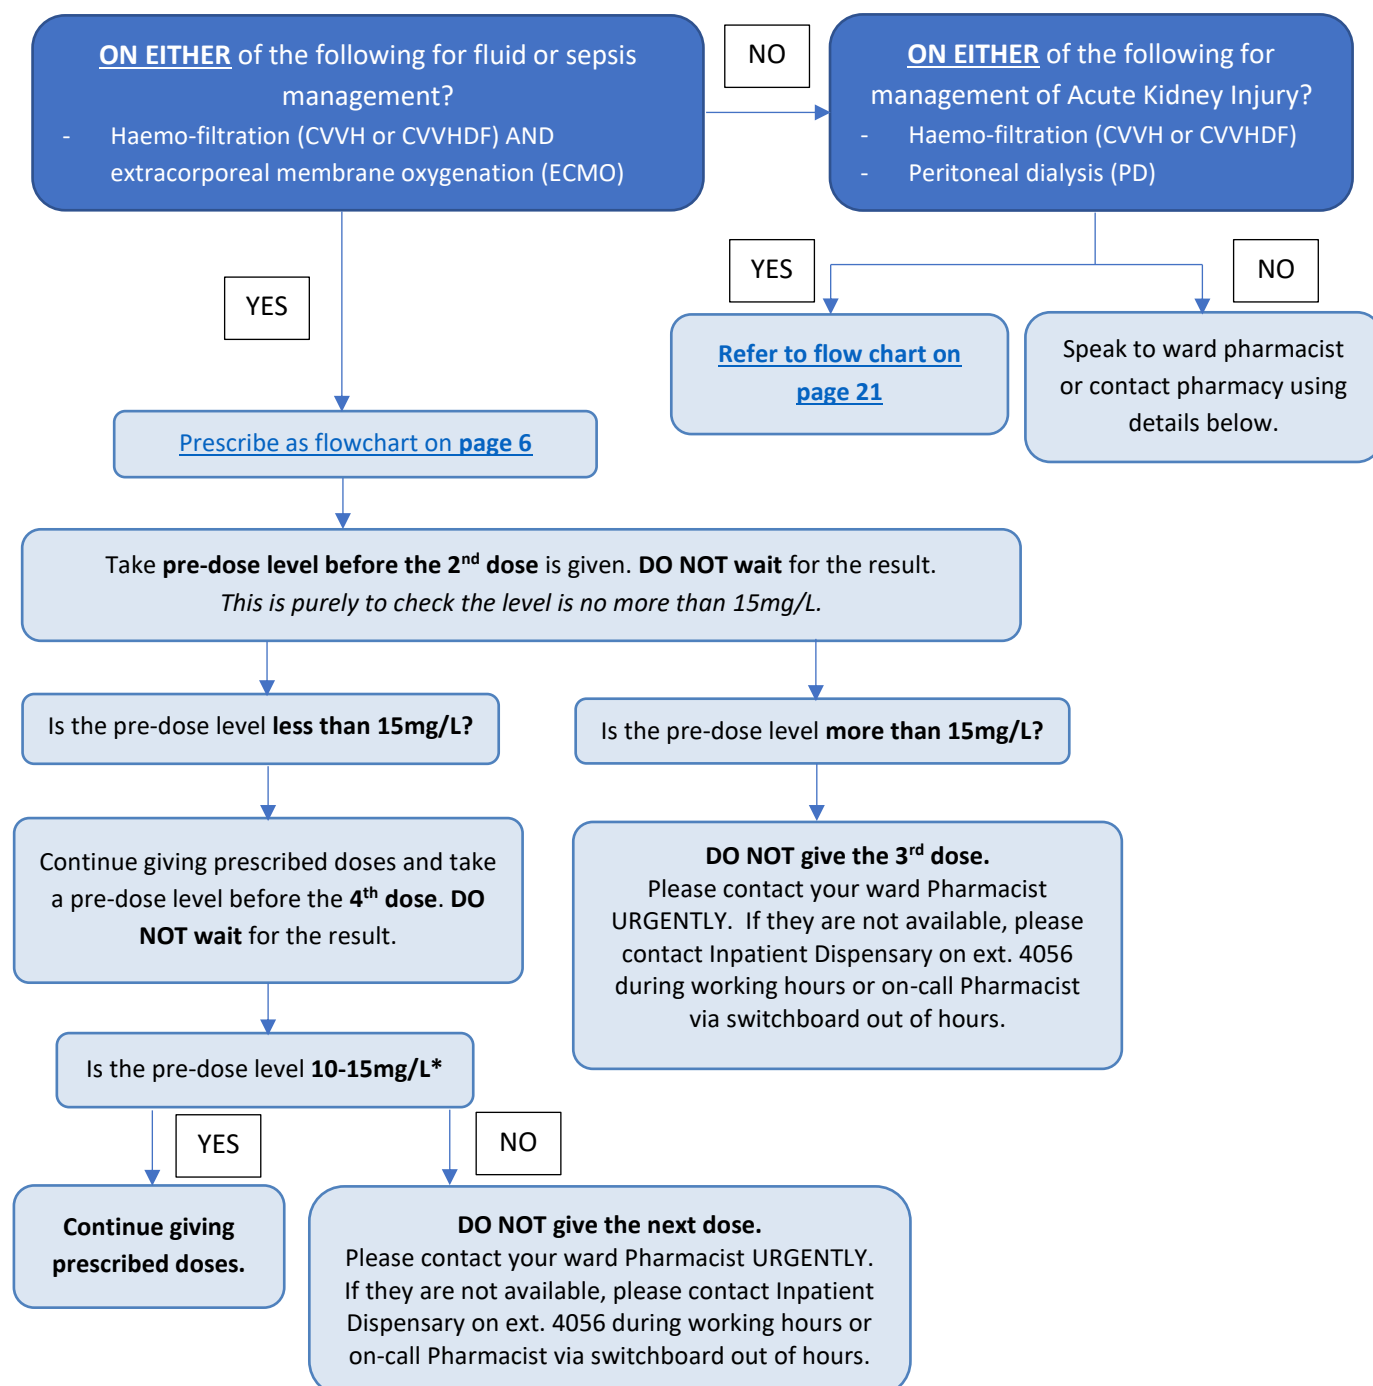 ON EITHER of the following for fluid or sepsis
management?
- Haemo-filtration (CVVH or CVVHDF) AND
extracorporeal membrane oxygenation (ECMO)
NO
ON EITHER of the following for
management of Acute Kidney Injury?
- Haemo-filtration (CVVH or CVVHDF)
- Peritoneal dialysis (PD)
YES
YES
NO
Refer to flow chart on
page 21
Speak to ward pharmacist
or contact pharmacy using
details below.
Prescribe as flowchart on page 6
Take pre-dose level before the 2nd dose is given. DO NOT wait for the result.
This is purely to check the level is no more than 15mg/L.
Is the pre-dose level less than 15mg/L?
Is the pre-dose level more than 15mg/L?
Continue giving prescribed doses and take
a pre-dose level before the 4th dose. DO
NOT wait for the result.
DO NOT give the 3rd dose.
Please contact your ward Pharmacist
URGENTLY. If they are not available, please
contact Inpatient Dispensary on ext. 4056
during working hours or on-call Pharmacist
via switchboard out of hours.
Is the pre-dose level 10-15mg/L*
YES
NO
Continue giving
prescribed doses.
DO NOT give the next dose.
Please contact your ward Pharmacist URGENTLY.
If they are not available, please contact Inpatient
Dispensary on ext. 4056 during working hours or
on-call Pharmacist via switchboard out of hours.